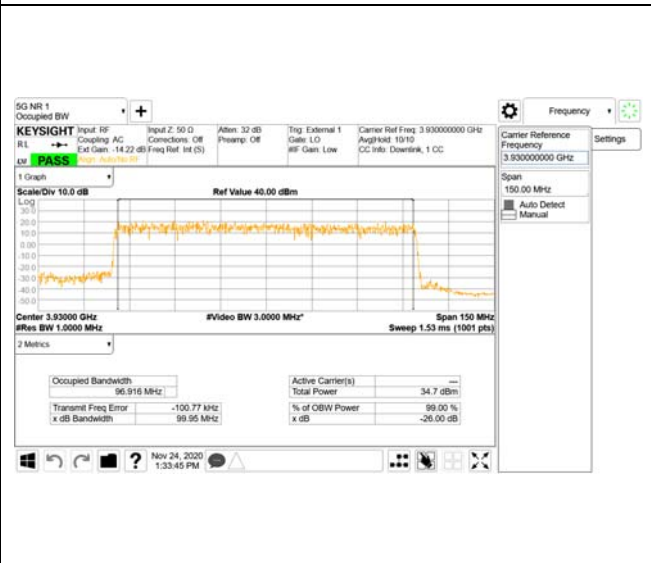 5G NR 1
Occupied BW
Frequency
KEYSIGHT
R L
PASS
Input: RF
Coupling: AC
Ext Gain: -14.22 dB
Align: Auto/No RF
Input Z: 50 Ω
Corrections: Off
Freq Ref: Int (S)
Atten: 32 dB
Preamp: Off
Trig: External 1
Gate: LO
#IF Gain: Low
Carrier Ref Freq: 3.930000000 GHz
Avg|Hold: 10/10
CC Info: Downlink, 1 CC
Carrier Reference
Frequency
3.930000000 GHz
Settings
Span
150.00 MHz
Auto Detect
Manual
1 Graph
Scale/Div 10.0 dB
Ref Value 40.00 dBm
Log
30.0
20.0
10.0
0.00
-10.0
-20.0
-30.0
-40.0
-50.0
Center 3.93000 GHz
#Video BW 3.0000 MHz*
Span 150 MHz
#Res BW 1.0000 MHz
Sweep 1.53 ms (1001 pts)
2 Metrics
Occupied Bandwidth
96.916 MHz
Active Carrier(s)
—
Total Power
34.7 dBm
Transmit Freq Error
-100.77 kHz
x dB Bandwidth
99.95 MHz
% of OBW Power
99.00 %
x dB
-26.00 dB
Nov 24, 2020
1:33:45 PM